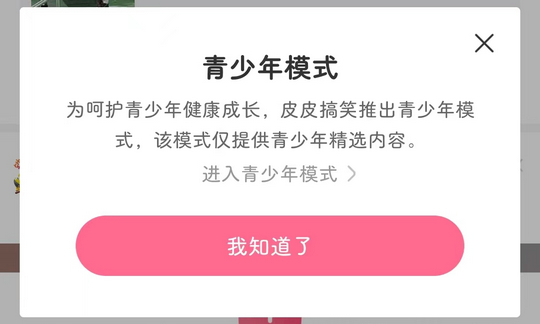 青少年模式
为呵护青少年健康成长，皮皮搞笑推出青少年模
式，该模式仅提供青少年精选内容。
进入青少年模式 >
我知道了